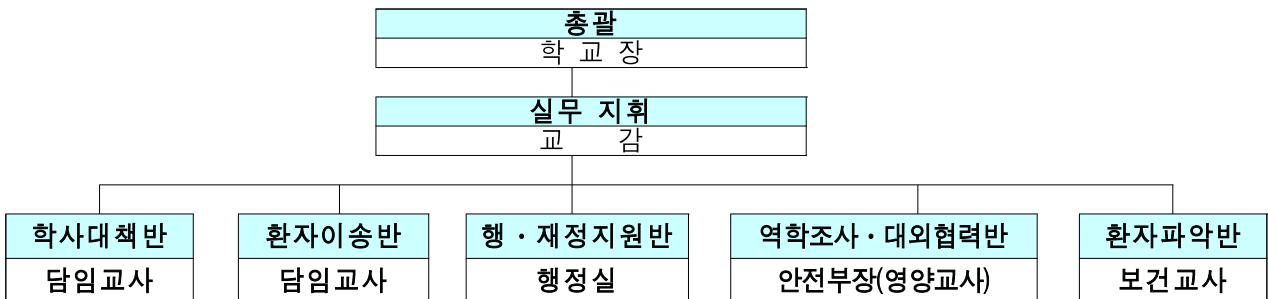 총괄
학 교 장
실무 지휘
교 감
학사대책반 환자이송반 행·재정지원반 역학조사·대외협력반 환자파악반
담임교사 담임교사 행정실 안전부장(영양교사) 보건교사